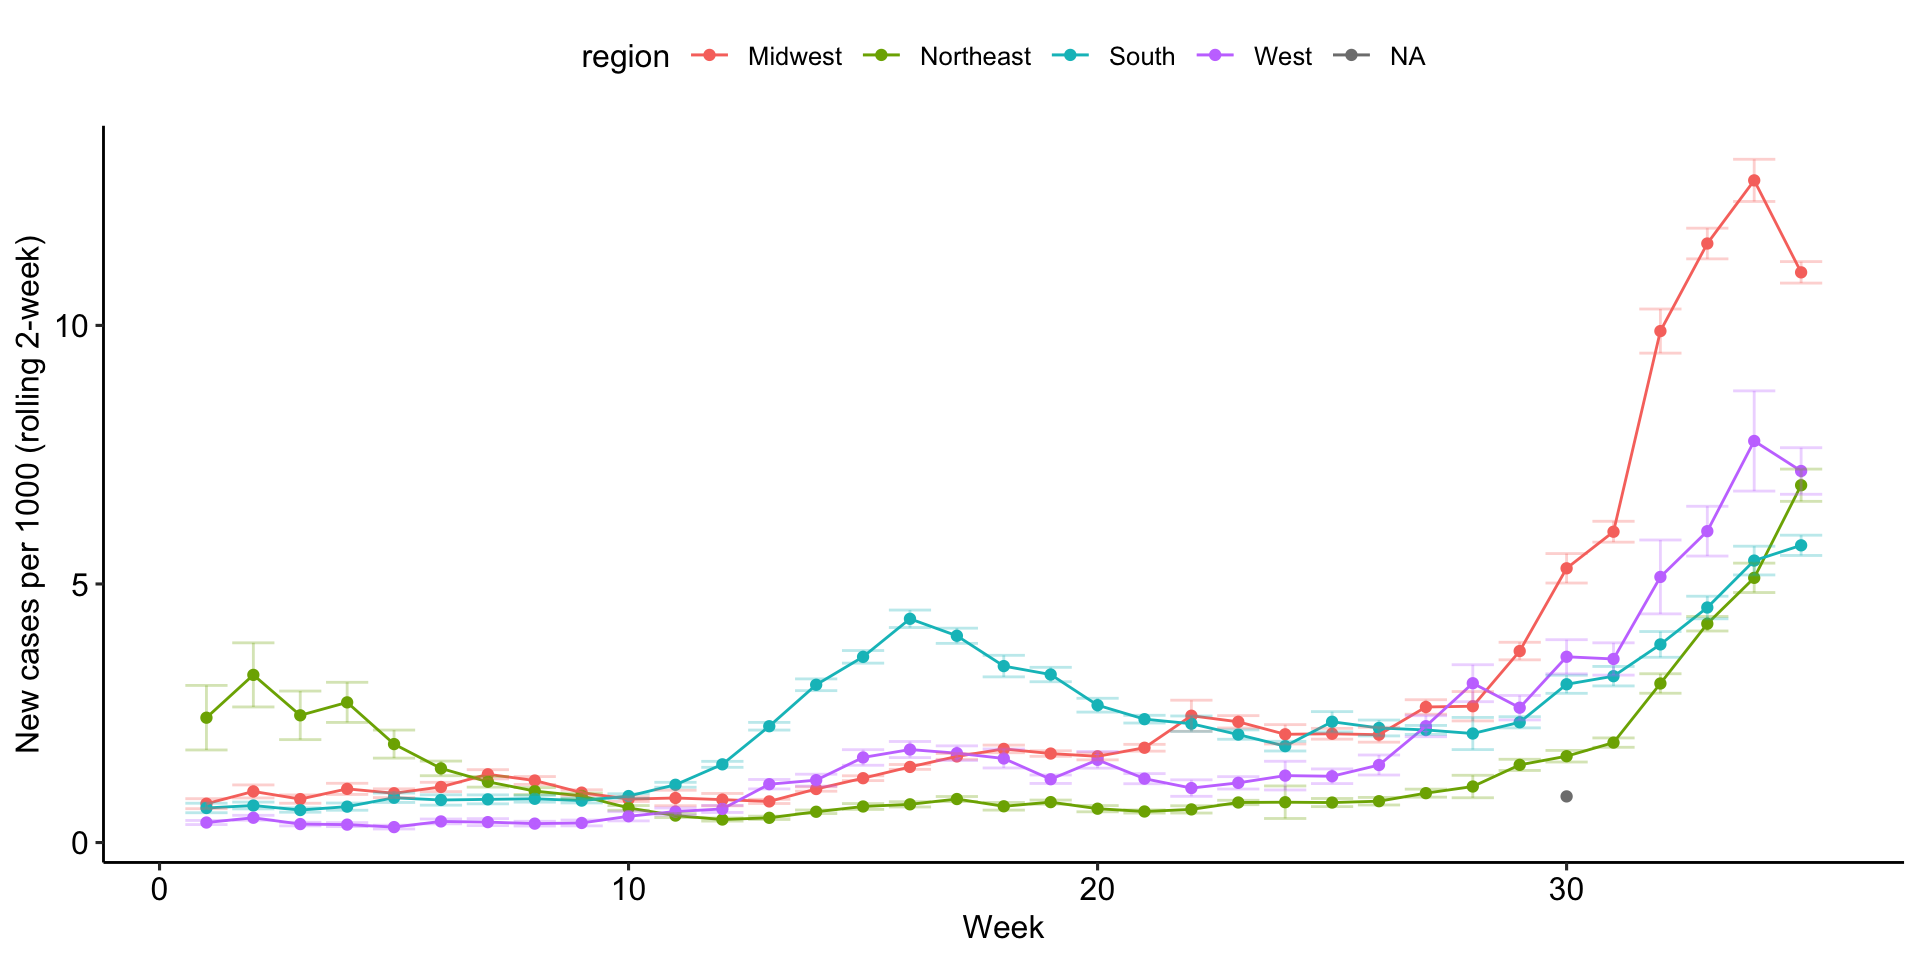 region Midwest Northeast South West NA
New cases per 1000 (rolling 2-week)
10
5
0
0 10 20 30
Week